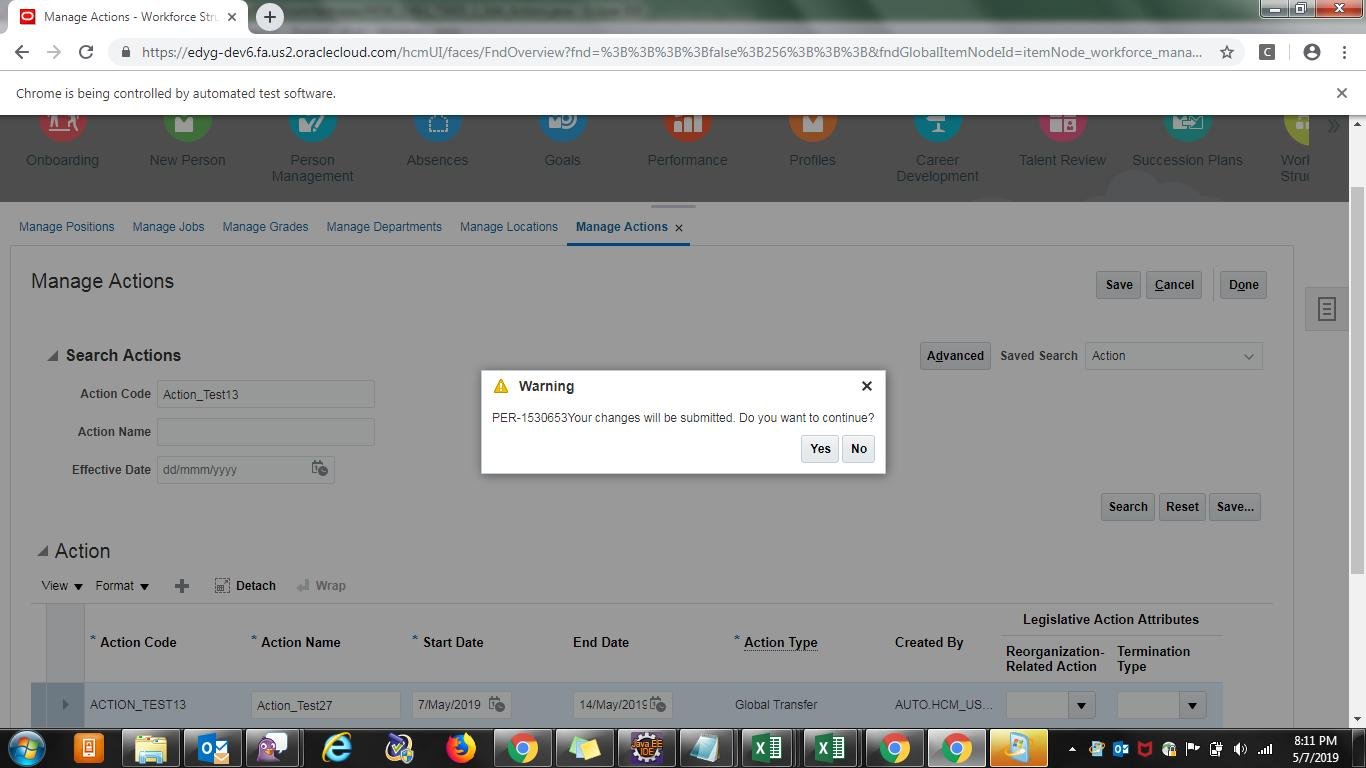 Manage Actions - Workforce Stru
https://edyg-dev6.fa.us2.oraclecloud.com/hcmUI/faces/FndOverview?fnd=%3B%3B%3B%3Bfalse%3B256%3B%3B%3B&fndGlobalItemNodeId=itemNode_workforce_mana...
C
Chrome is being controlled by automated test software.
Onboarding
New Person
Person Management
Absences
Goals
Performance
Profiles
Career Development
Talent Review
Succession Plans
Manage Positions Manage Jobs Manage Grades Manage Departments Manage Locations Manage Actions
Manage Actions
Save Cancel Done
Search Actions
Advanced Saved Search Action
Action Code Action_Test13
Action Name
Effective Date dd/mmm/yyyy
Warning
PER-1530653Your changes will be submitted. Do you want to continue?
Yes No
Search Reset Save...
Action
View Format Detach Wrap
Legislative Action Attributes
* Action Code * Action Name * Start Date End Date * Action Type Created By Reorganization-Related Action Termination Type
ACTION_TEST13 Action_Test27 7/May/2019 14/May/2019 Global Transfer AUTO.HCM_US...
Java EE
IDE
8:11 PM
5/7/2019